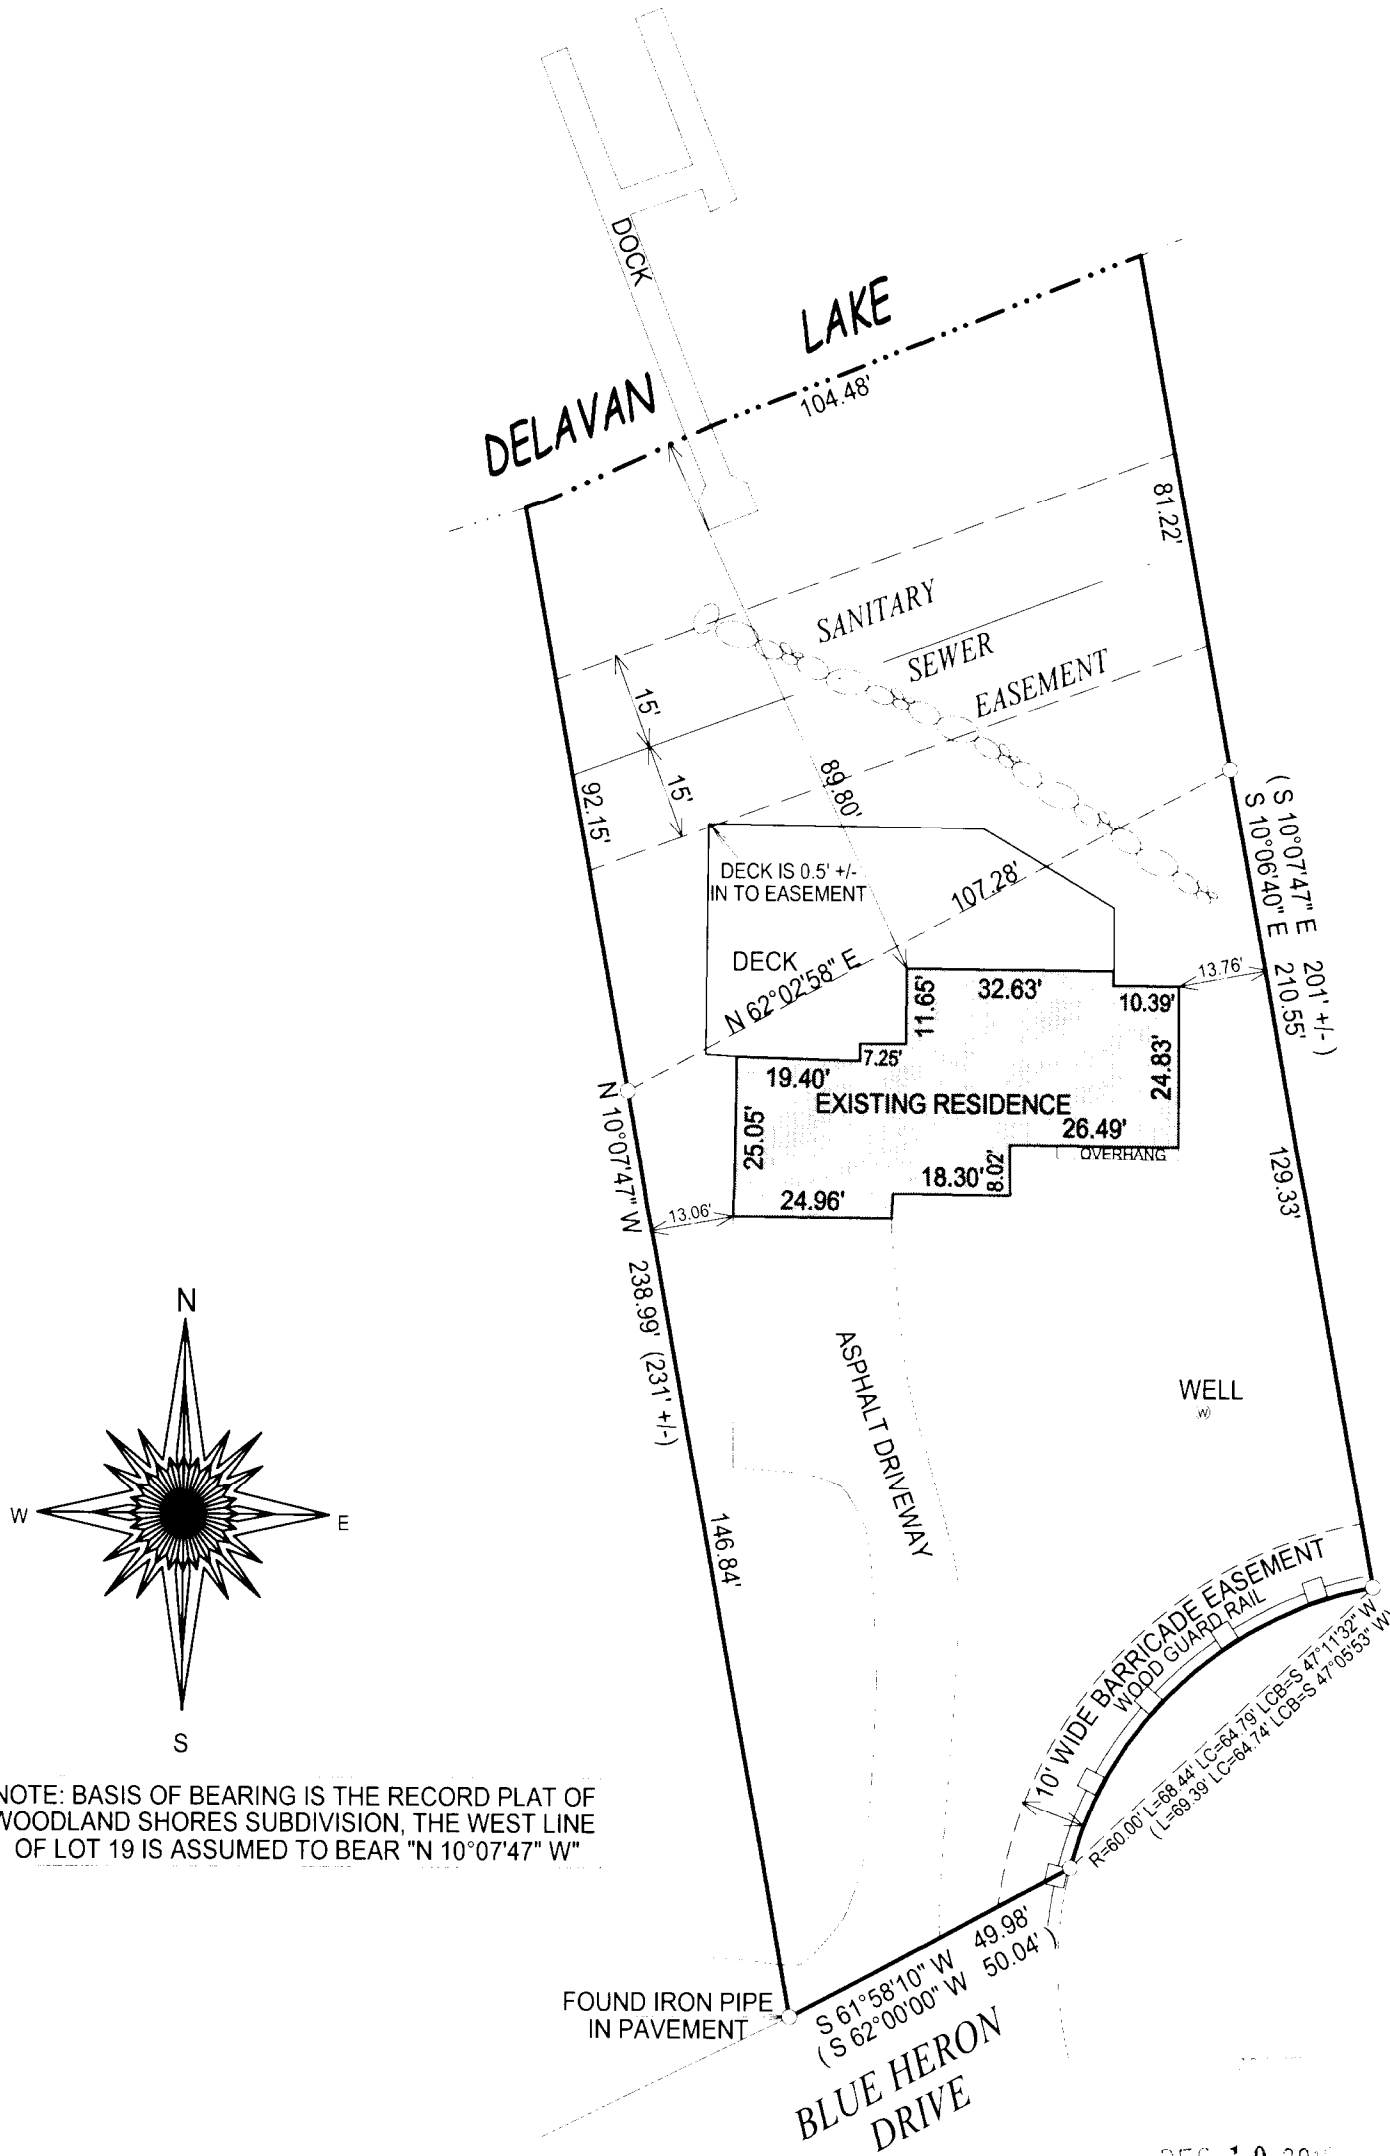 DOCK
DELAVAN LAKE
104.48'
81.22'
SANITARY
SEWER
EASEMENT
15'
15'
92.15'
89.80'
DECK IS 0.5' +/-
IN TO EASEMENT
107.28'
N 62°02'58" E
DECK
( S 10°07'47" E 201' +/- )
S 10°06'40" E 210.55'
13.76'
11.65'
32.63'
10.39'
7.25'
19.40'
24.83'
EXISTING RESIDENCE
25.05'
26.49'
OVERHANG
8.02'
18.30'
24.96'
13.06'
N 10°07'47" W 238.99' (231' +/-)
129.33'
N
W
E
S
ASPHALT DRIVEWAY
WELL
W
146.84'
10' WIDE BARRICADE EASEMENT
WOOD GUARD RAIL
R=60.00' L=68.44' LC=64.79' LCB=S 47°11'32" W
( L=69.39' LC=64.74' LCB=S 47°05'53" W)
NOTE: BASIS OF BEARING IS THE RECORD PLAT OF
WOODLAND SHORES SUBDIVISION, THE WEST LINE
OF LOT 19 IS ASSUMED TO BEAR "N 10°07'47" W"
FOUND IRON PIPE
IN PAVEMENT
S 61°58'10" W 49.98'
( S 62°00'00" W 50.04' )
BLUE HERON
DRIVE